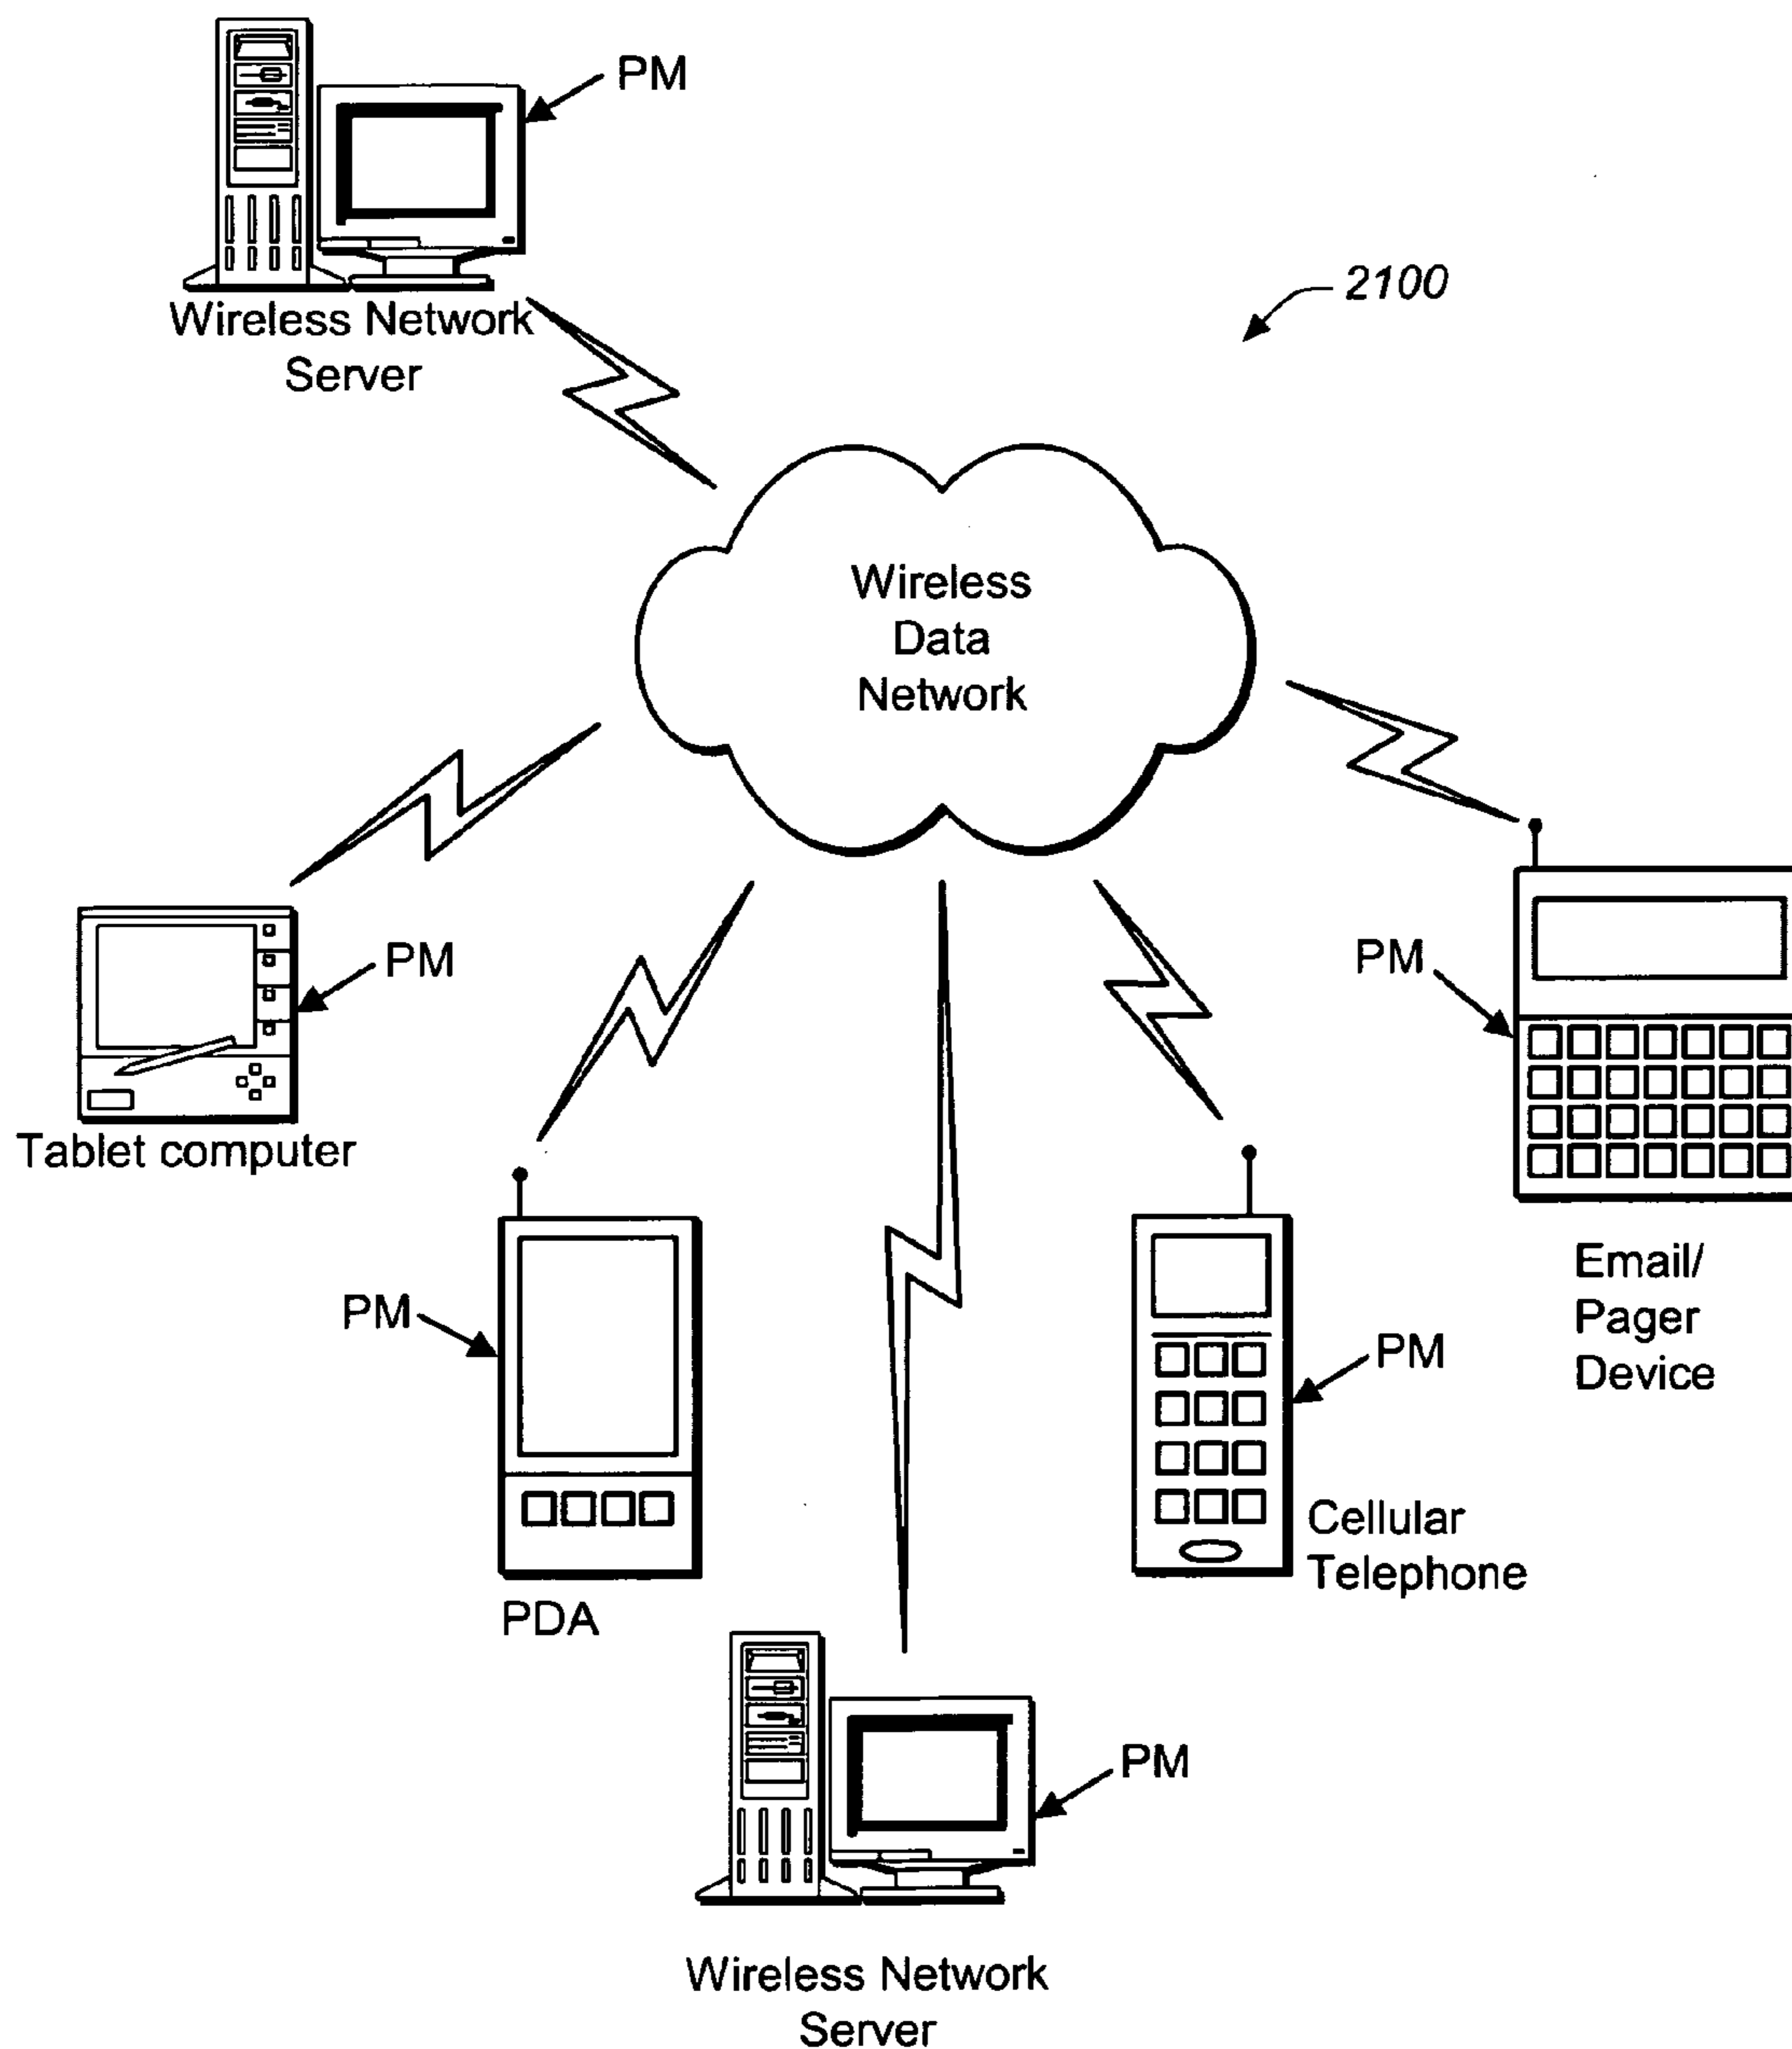 PM
Wireless Network
Server
2100
Wireless
Data
Network
PM
Tablet computer
PM
Email/
Pager
Device
PM
PDA
PM
Cellular
Telephone
PM
Wireless Network
Server